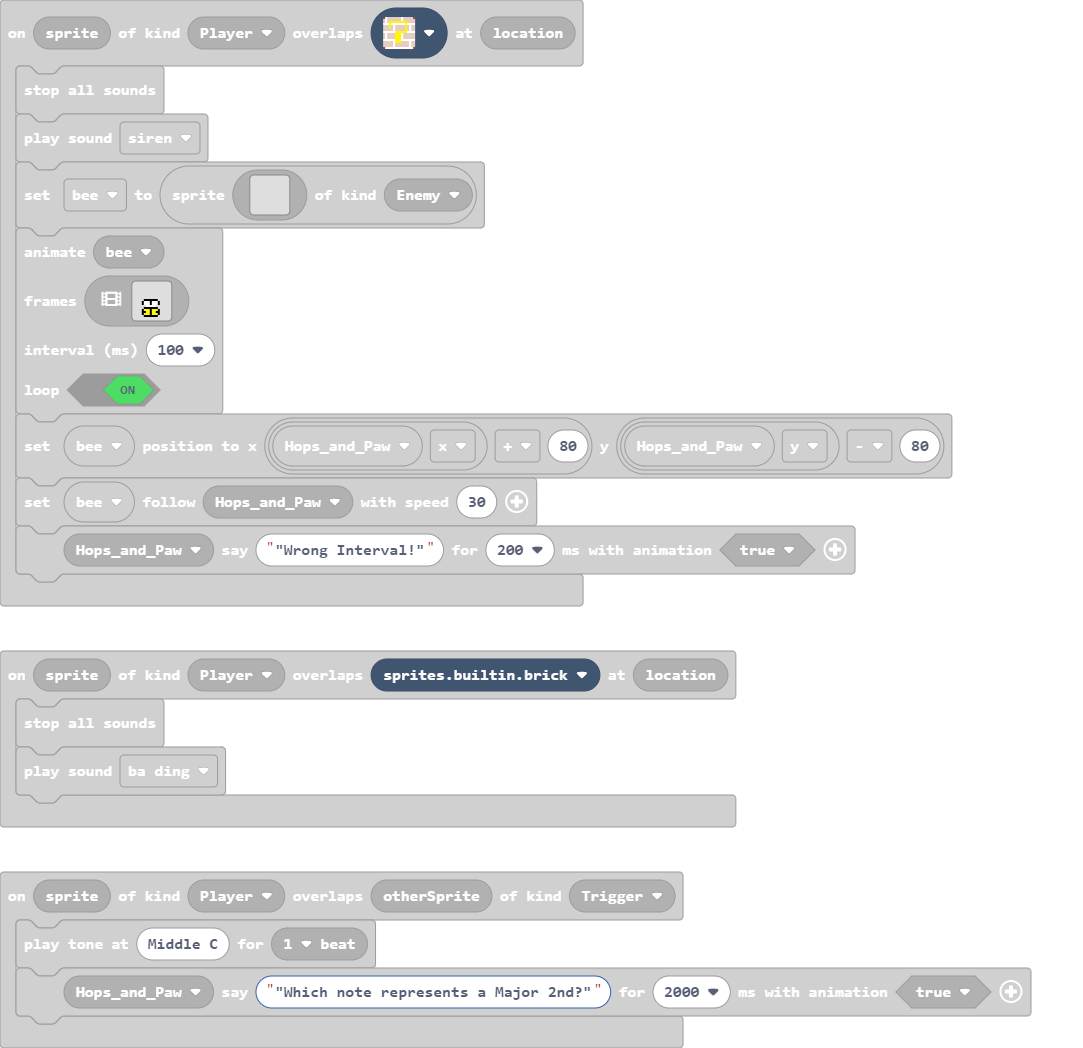 on sprite of kind Player overlaps at location
stop all sounds
play sound siren
set bee to sprite of kind Enemy
animate bee
frames
interval (ms) 100
loop ON
set bee position to x Hops_and_Paw x + 80 y Hops_and_Paw y - 80
set bee follow Hops_and_Paw with speed 30
Hops_and_Paw say ""Wrong Interval!"" for 200 ms with animation true
on sprite of kind Player overlaps sprites.builtin.brick at location
stop all sounds
play sound ba ding
on sprite of kind Player overlaps otherSprite of kind Trigger
play tone at Middle C for 1 beat
Hops_and_Paw say ""Which note represents a Major 2nd?"" for 2000 ms with animation true